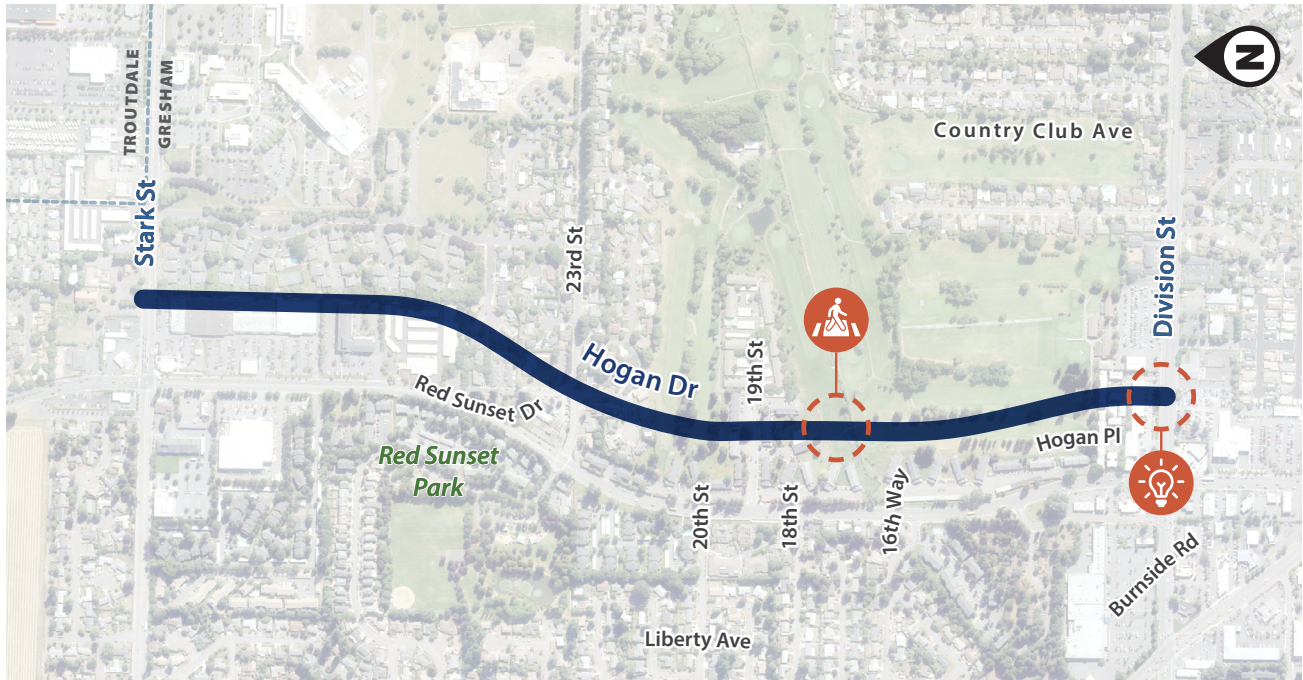 N
TROUTDALE
GRESHAM
Country Club Ave
Stark St
23rd St
Division St
19th St
Hogan Dr
Red Sunset Dr
Hogan Pl
Red Sunset
Park
20th St
18th St
16th Way
Burnside Rd
Liberty Ave